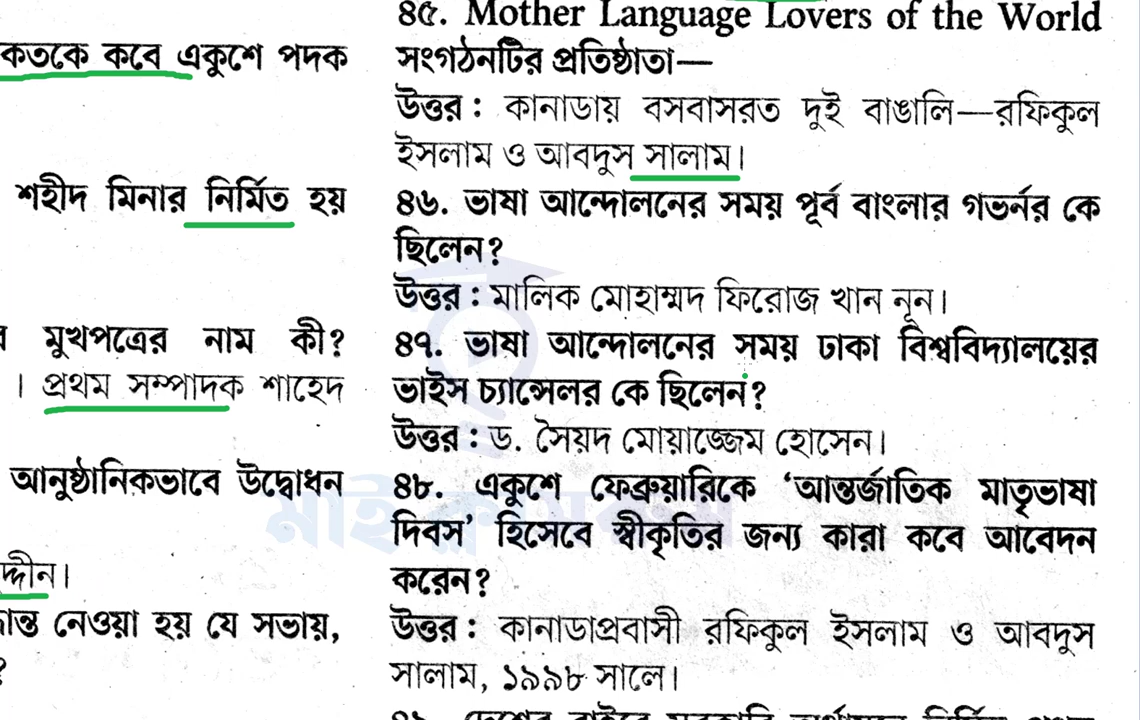 কতকে কবে একুশে পদক
শহীদ মিনার নির্মিত হয়
মুখপত্রের নাম কী?
। প্রথম সম্পাদক শাহেদ
আনুষ্ঠানিকভাবে উদ্বোধন
দ্দীন।
নেওয়া হয় যে সভায়,
৪৫. Mother Language Lovers of the World
সংগঠনটির প্রতিষ্ঠাতা—
উত্তর : কানাডায় বসবাসরত দুই বাঙালি—রফিকুল
ইসলাম ও আবদুস সালাম।
৪৬. ভাষা আন্দোলনের সময় পূর্ব বাংলার গভর্নর কে
ছিলেন?
উত্তর : মালিক মোহাম্মদ ফিরোজ খান নূন।
৪৭. ভাষা আন্দোলনের সময় ঢাকা বিশ্ববিদ্যালয়ের
ভাইস চ্যান্সেলর কে ছিলেন?
উত্তর : ড. সৈয়দ মোয়াজ্জেম হোসেন।
৪৮. একুশে ফেব্রুয়ারিকে ‘আন্তর্জাতিক মাতৃভাষা
দিবস’ হিসেবে স্বীকৃতির জন্য কারা কবে আবেদন
করেন?
উত্তর : কানাডাপ্রবাসী রফিকুল ইসলাম ও আবদুস
সালাম, ১৯৯৮ সালে।